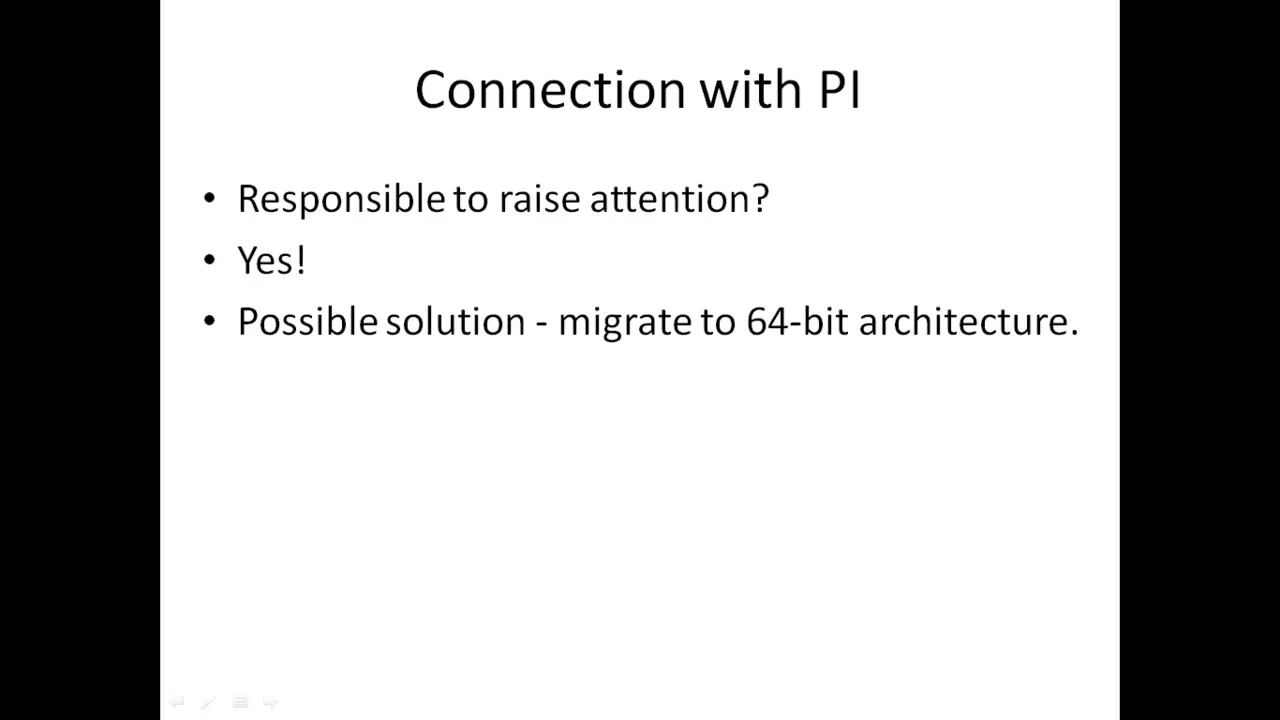 Connection with PI
• Responsible to raise attention?
• Yes!
• Possible solution - migrate to 64-bit architecture.